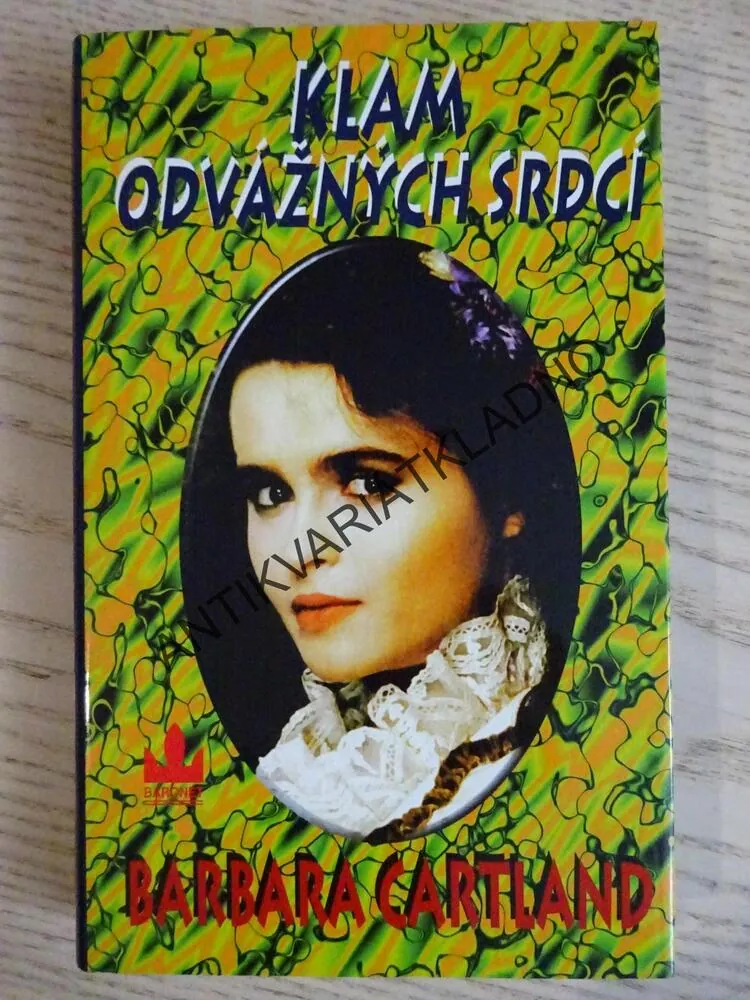 KLAM
ODVÁŽNÝCH SRDCÍ
ANTIKVARIATKLADNO
BARONET
BARBARA CARTLAND